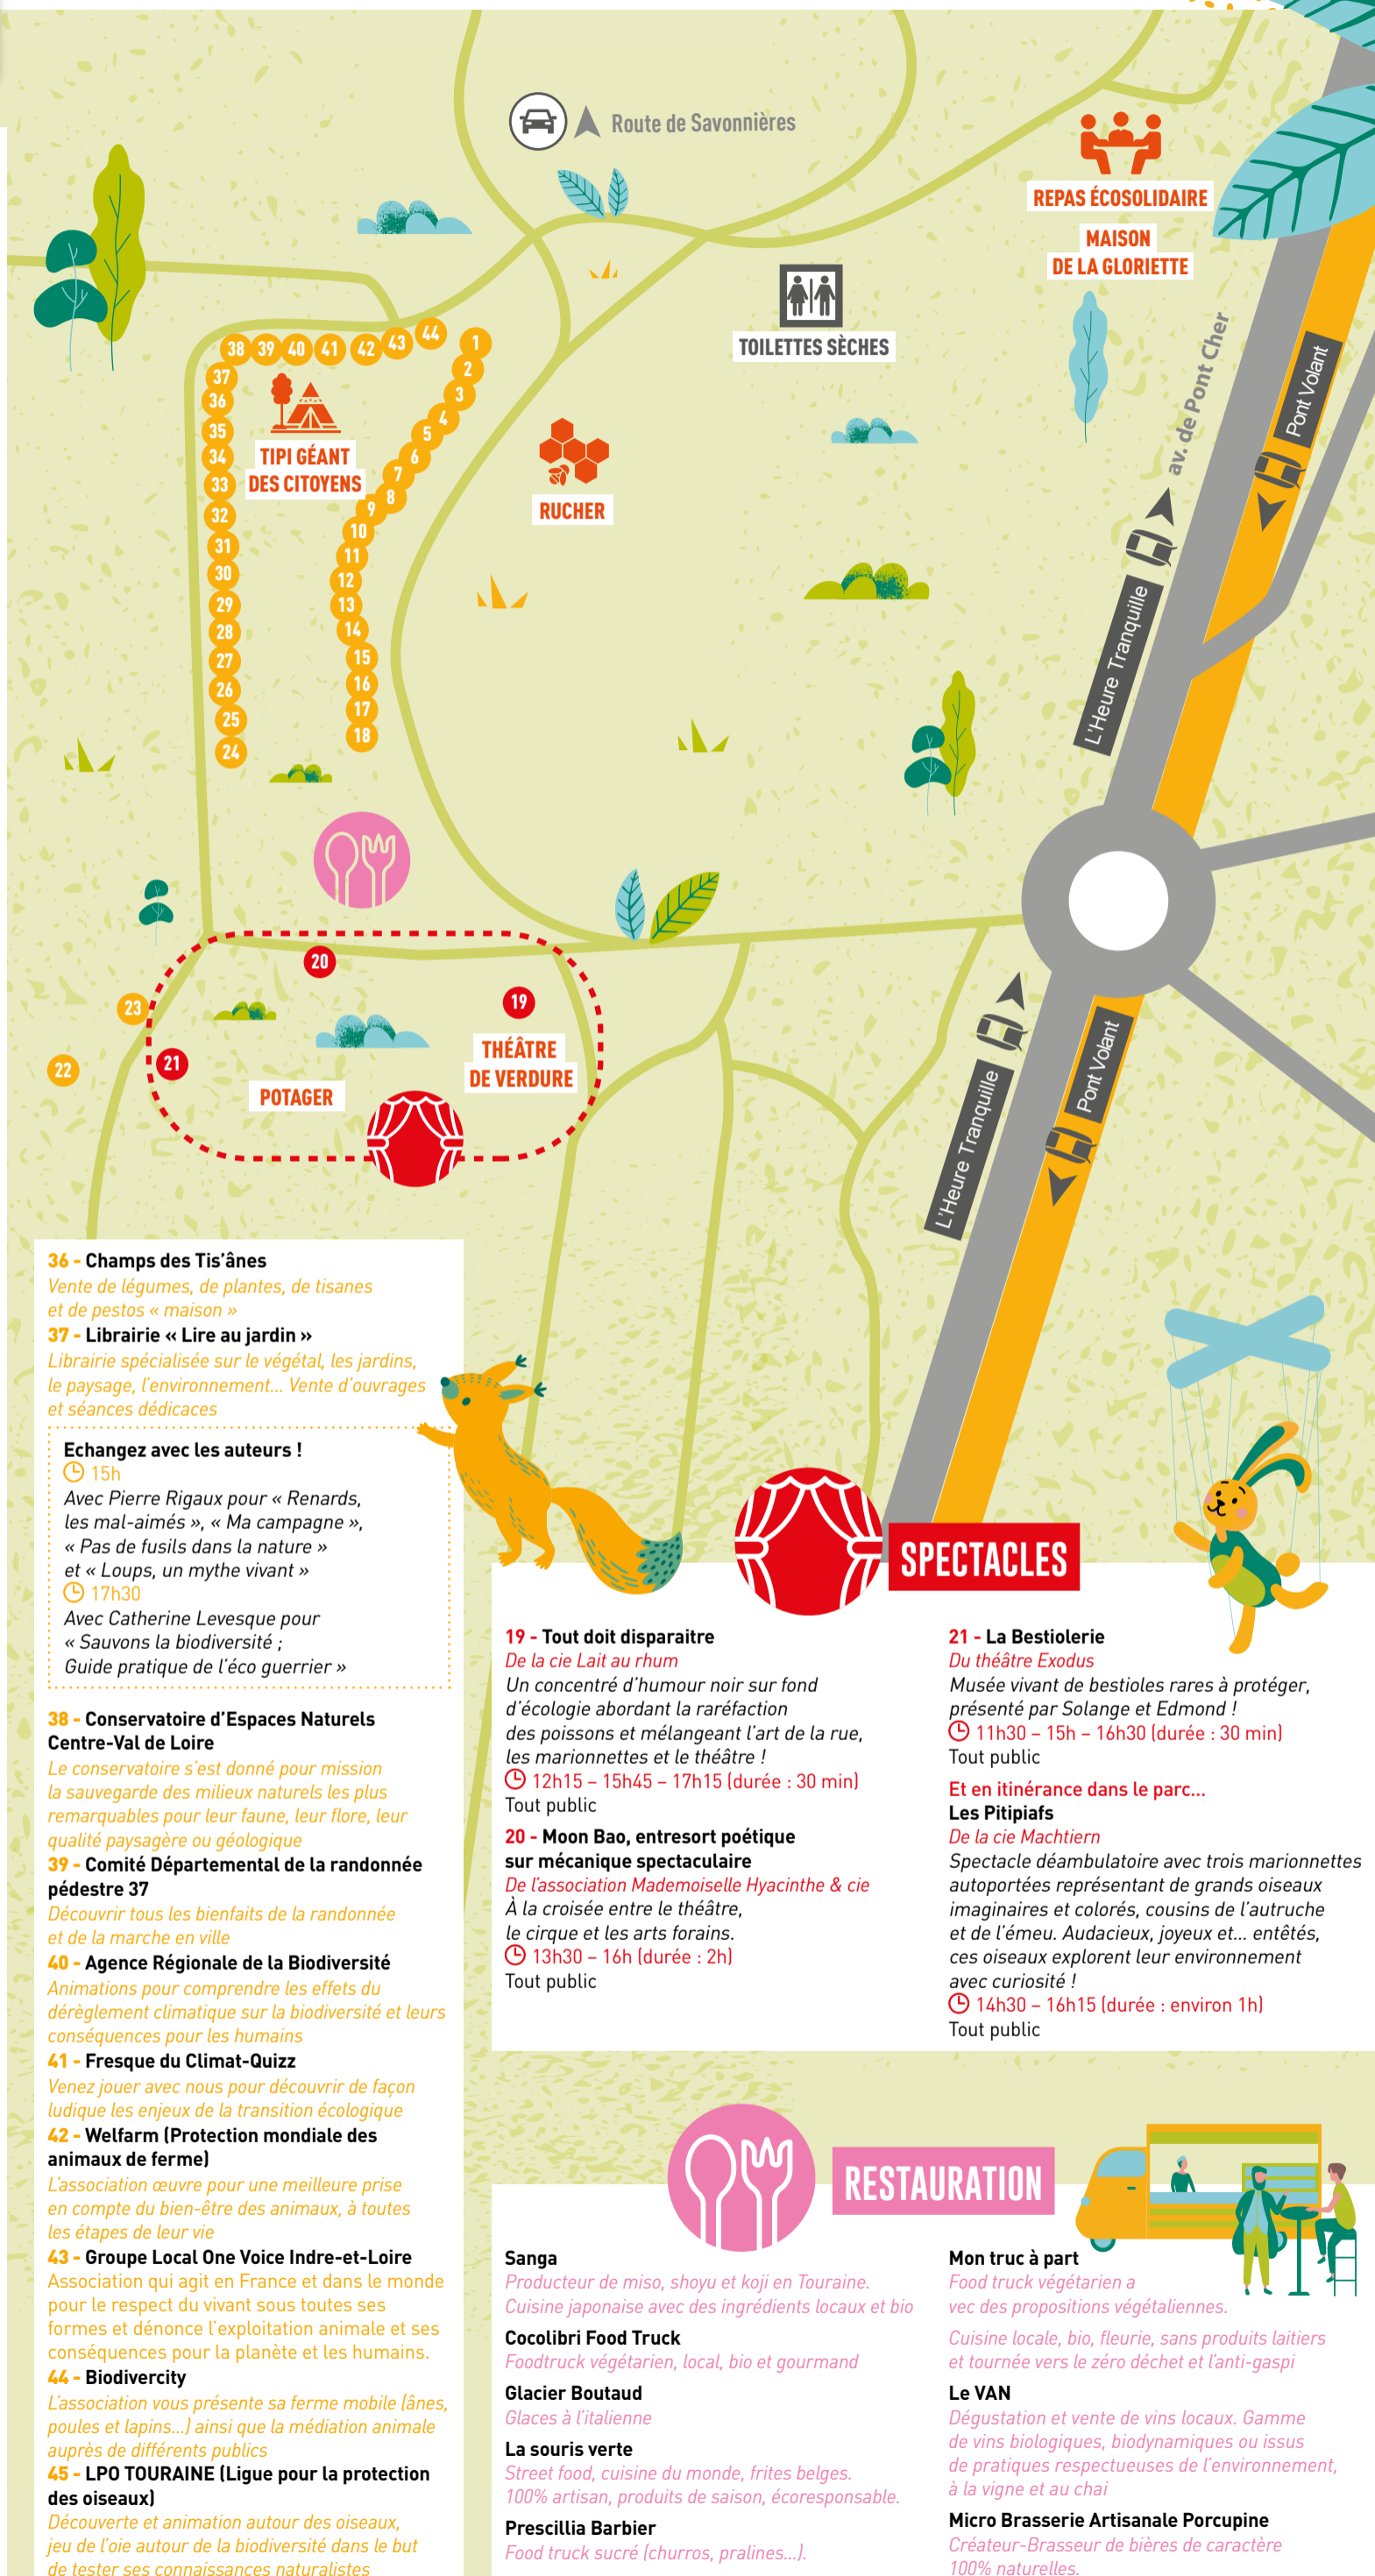 Route de Savonnières
REPAS ÉCOSOLIDAIRE
MAISON
DE LA GLORIETTE
TOILETTES SÈCHES
av. de Pont Cher
Pont Volant
L'Heure Tranquille
38 39 40 41 42 43 44
37
36
35
34
33
32
31
30
29
28
27
26
25
24
1
2
3
4
5
6
7
8
9
10
11
12
13
14
15
16
17
18
TIPI GÉANT
DES CITOYENS
RUCHER
20
19
23
22
21
THÉÂTRE
DE VERDURE
POTAGER
L'Heure Tranquille
Pont Volant
36 - Champs des Tis'ânes
Vente de légumes, de plantes, de tisanes
et de pestos « maison »
37 - Librairie « Lire au jardin »
Librairie spécialisée sur le végétal, les jardins,
le paysage, l'environnement... Vente d'ouvrages
et séances dédicaces
Echangez avec les auteurs !
15h
Avec Pierre Rigaux pour « Renards,
les mal-aimés », « Ma campagne »,
« Pas de fusils dans la nature »
et « Loups, un mythe vivant »
17h30
Avec Catherine Levesque pour
« Sauvons la biodiversité ;
Guide pratique de l'éco guerrier »
38 - Conservatoire d'Espaces Naturels
Centre-Val de Loire
Le conservatoire s'est donné pour mission
la sauvegarde des milieux naturels les plus
remarquables pour leur faune, leur flore, leur
qualité paysagère ou géologique
39 - Comité Départemental de la randonnée
pédestre 37
Découvrir tous les bienfaits de la randonnée
et de la marche en ville
40 - Agence Régionale de la Biodiversité
Animations pour comprendre les effets du
dérèglement climatique sur la biodiversité et leurs
conséquences pour les humains
41 - Fresque du Climat-Quizz
Venez jouer avec nous pour découvrir de façon
ludique les enjeux de la transition écologique
42 - Welfarm (Protection mondiale des
animaux de ferme)
L'association œuvre pour une meilleure prise
en compte du bien-être des animaux, à toutes
les étapes de leur vie
43 - Groupe Local One Voice Indre-et-Loire
Association qui agit en France et dans le monde
pour le respect du vivant sous toutes ses
formes et dénonce l'exploitation animale et ses
conséquences pour la planète et les humains.
44 - Biodivercity
L'association vous présente sa ferme mobile (ânes,
poules et lapins...) ainsi que la médiation animale
auprès de différents publics
45 - LPO TOURAINE (Ligue pour la protection
des oiseaux)
Découverte et animation autour des oiseaux,
jeu de l'oie autour de la biodiversité dans le but
de tester ses connaissances naturalistes
SPECTACLES
19 - Tout doit disparaitre
De la cie Lait au rhum
Un concentré d'humour noir sur fond
d'écologie abordant la raréfaction
des poissons et mélangeant l'art de la rue,
les marionnettes et le théâtre !
12h15 – 15h45 – 17h15 (durée : 30 min)
Tout public
20 - Moon Bao, entresort poétique
sur mécanique spectaculaire
De l'association Mademoiselle Hyacinthe & cie
À la croisée entre le théâtre,
le cirque et les arts forains.
13h30 – 16h (durée : 2h)
Tout public
21 - La Bestiolerie
Du théâtre Exodus
Musée vivant de bestioles rares à protéger,
présenté par Solange et Edmond !
11h30 – 15h – 16h30 (durée : 30 min)
Tout public
Et en itinérance dans le parc...
Les Pitipiafs
De la cie Machtiern
Spectacle déambulatoire avec trois marionnettes
autoportées représentant de grands oiseaux
imaginaires et colorés, cousins de l'autruche
et de l'émeu. Audacieux, joyeux et... entêtés,
ces oiseaux explorent leur environnement
avec curiosité !
14h30 – 16h15 (durée : environ 1h)
Tout public
RESTAURATION
Sanga
Producteur de miso, shoyu et koji en Touraine.
Cuisine japonaise avec des ingrédients locaux et bio
Cocolibri Food Truck
Foodtruck végétarien, local, bio et gourmand
Glacier Boutaud
Glaces à l'italienne
La souris verte
Street food, cuisine du monde, frites belges.
100% artisan, produits de saison, écoresponsable.
Prescillia Barbier
Food truck sucré (churros, pralines...).
Mon truc à part
Food truck végétarien a
vec des propositions végétaliennes.
Cuisine locale, bio, fleurie, sans produits laitiers
et tournée vers le zéro déchet et l'anti-gaspi
Le VAN
Dégustation et vente de vins locaux. Gamme
de vins biologiques, biodynamiques ou issus
de pratiques respectueuses de l'environnement,
à la vigne et au chai
Micro Brasserie Artisanale Porcupine
Créateur-Brasseur de bières de caractère
100% naturelles.